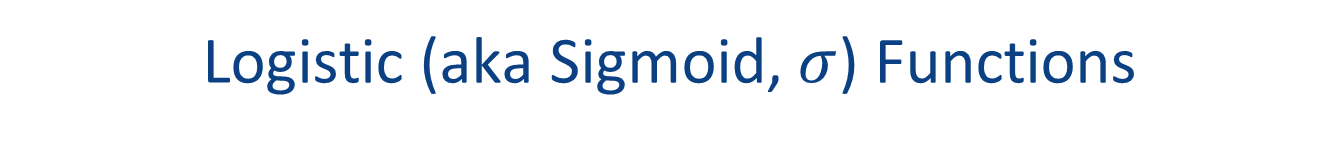 Logistic (aka Sigmoid, 𝜎) Functions